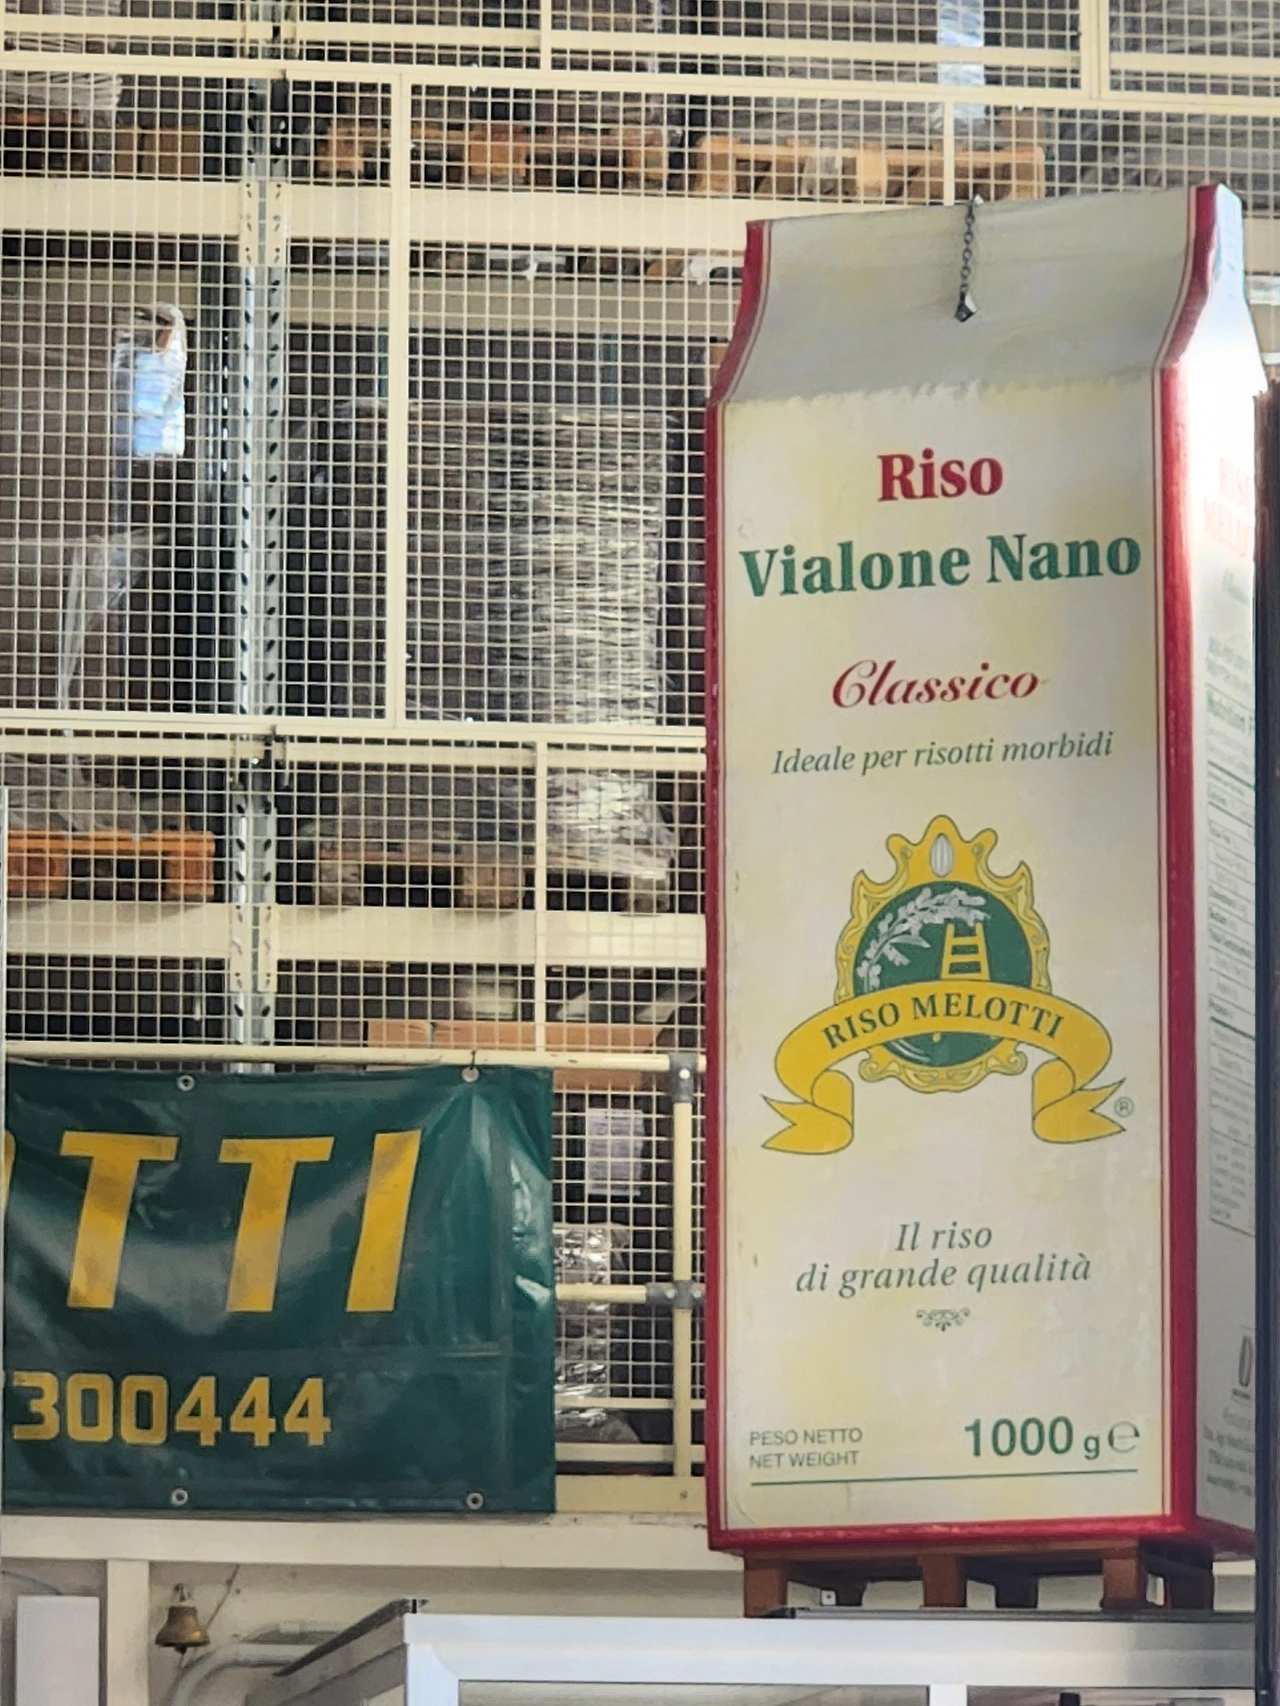 Riso
Vialone Nano
Classico
Ideale per risotti morbidi
RISO MELOTTI
®
Il riso
di grande qualità
PESO NETTO
NET WEIGHT
1000 g ℮
TTI
300444